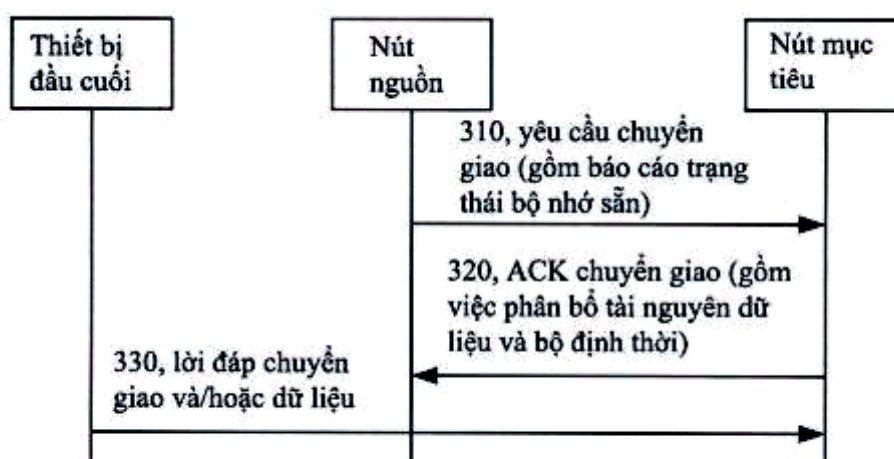 Thiết bị
đầu cuối
Nút
nguồn
Nút mục
tiêu
310, yêu cầu chuyển
giao (gồm báo cáo trạng
thái bộ nhớ sẵn)
320, ACK chuyển giao (gồm
việc phân bổ tài nguyên dữ
liệu và bộ định thời)
330, lời đáp chuyển
giao và/hoặc dữ liệu